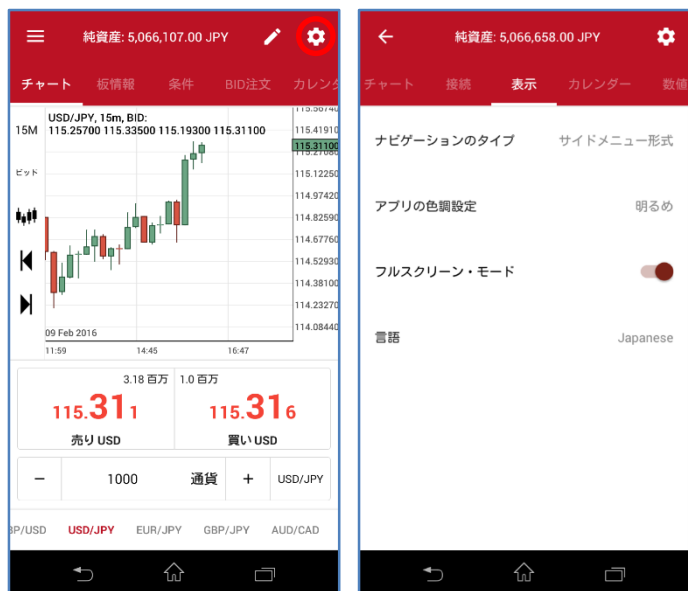 純資産: 5,066,107.00 JPY
チャート 板情報 条件 BID注文 カレンダ
USD/JPY, 15m, BID:
115.25700 115.33500 115.19300 115.31100
15M
ビッド
115.56740
115.41910
115.31100
115.27080
115.12250
114.97420
114.82590
114.67760
114.52930
114.38100
114.23270
114.08440
09 Feb 2016
11:59 14:45 16:47
3.18 百万 1.0 百万
115.311 115.316
売り USD 買い USD
− 1000 通貨 + USD/JPY
BP/USD USD/JPY EUR/JPY GBP/JPY AUD/CAD
純資産: 5,066,658.00 JPY
チャート 接続 表示 カレンダー 数値
ナビゲーションのタイプ サイドメニュー形式
アプリの色調設定 明るめ
フルスクリーン・モード
言語 Japanese